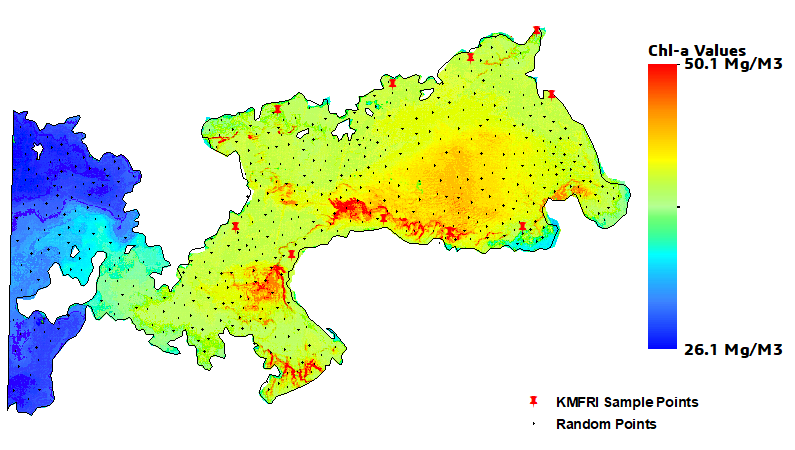 Chl-a Values
50.1 Mg/M3
26.1 Mg/M3
KMFRI Sample Points
Random Points